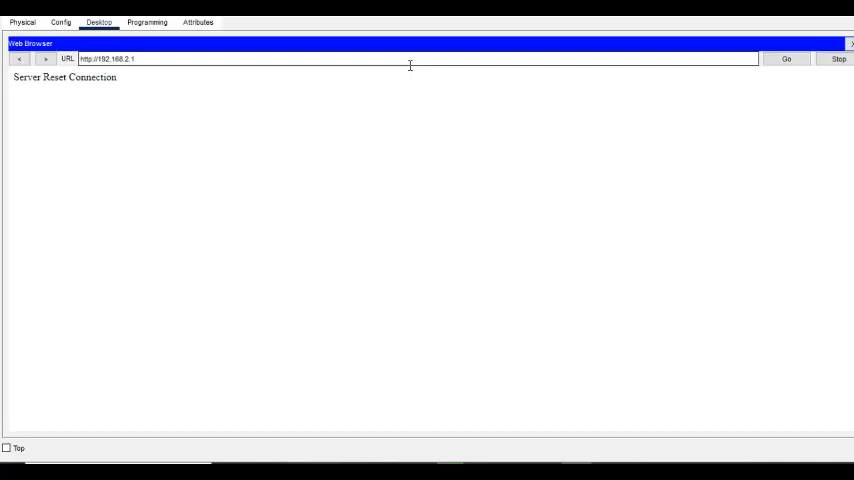 Physical Config Desktop Programming Attributes
Web Browser X
< > URL http://192.168.2.1 Go Stop
Server Reset Connection
Top